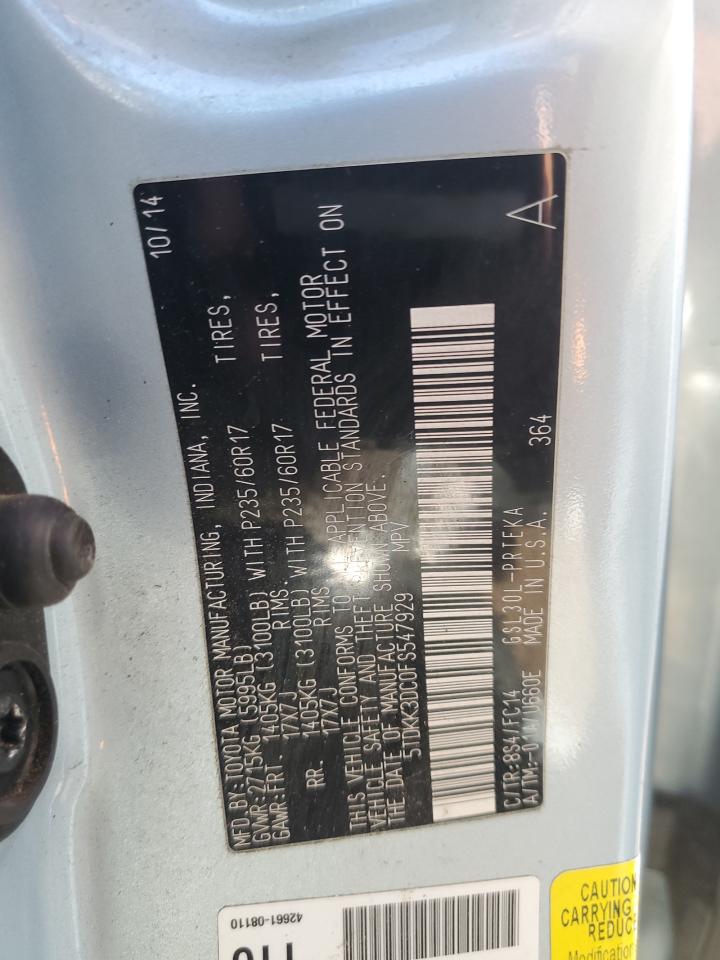 MFD. BY: TOYOTA MOTOR MANUFACTURING, INDIANA, INC. 10/14
GVWR: 2715KG (5995LB)
GAWR: FRT. 1405KG (3100LB) WITH P235/60R17 TIRES,
17X7J RIMS.
RR. 1405KG (3100LB) WITH P235/60R17 TIRES,
17X7J RIMS.
THIS VEHICLE CONFORMS TO APPLICABLE FEDERAL MOTOR
VEHICLE SAFETY AND THEFT PREVENTION STANDARDS IN EFFECT ON
THE DATE OF MANUFACTURE SHOWN ABOVE.
5TDKK3DC0FS547929 MPV
C/TR: 8S4/FC14 GSL30L-PRTEKA A
A/TM: -01A/U660E MADE IN U.S.A. 364
42661-08110
CAUTION
CARRYING
REDUCE
Modification